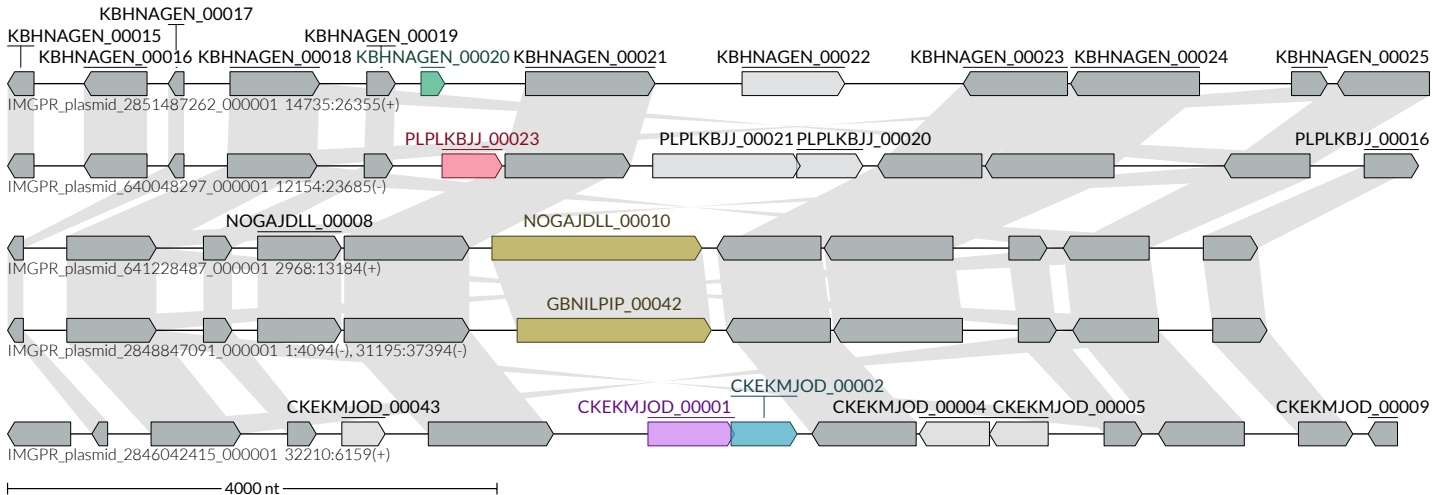 KBHNAGEN_00017
KBHNAGEN_00015 KBHNAGEN_00019
KBHNAGEN_00016 KBHNAGEN_00018 KBHNAGEN_00020 KBHNAGEN_00021 KBHNAGEN_00022 KBHNAGEN_00023 KBHNAGEN_00024 KBHNAGEN_00025
IMGPR_plasmid_2851487262_000001 14735:26355(+)
PLPLKBJJ_00023 PLPLKBJJ_00021 PLPLKBJJ_00020 PLPLKBJJ_00016
IMGPR_plasmid_640048297_000001 12154:23685(-)
NOGAJDLL_00008 NOGAJDLL_00010
IMGPR_plasmid_641228487_000001 2968:13184(+)
GBNILPIP_00042
IMGPR_plasmid_2848847091_000001 1:4094(-), 31195:37394(-)
CKEKMJOD_00002
CKEKMJOD_00043 CKEKMJOD_00001 CKEKMJOD_00004 CKEKMJOD_00005 CKEKMJOD_00009
IMGPR_plasmid_2846042415_000001 32210:6159(+)
4000 nt